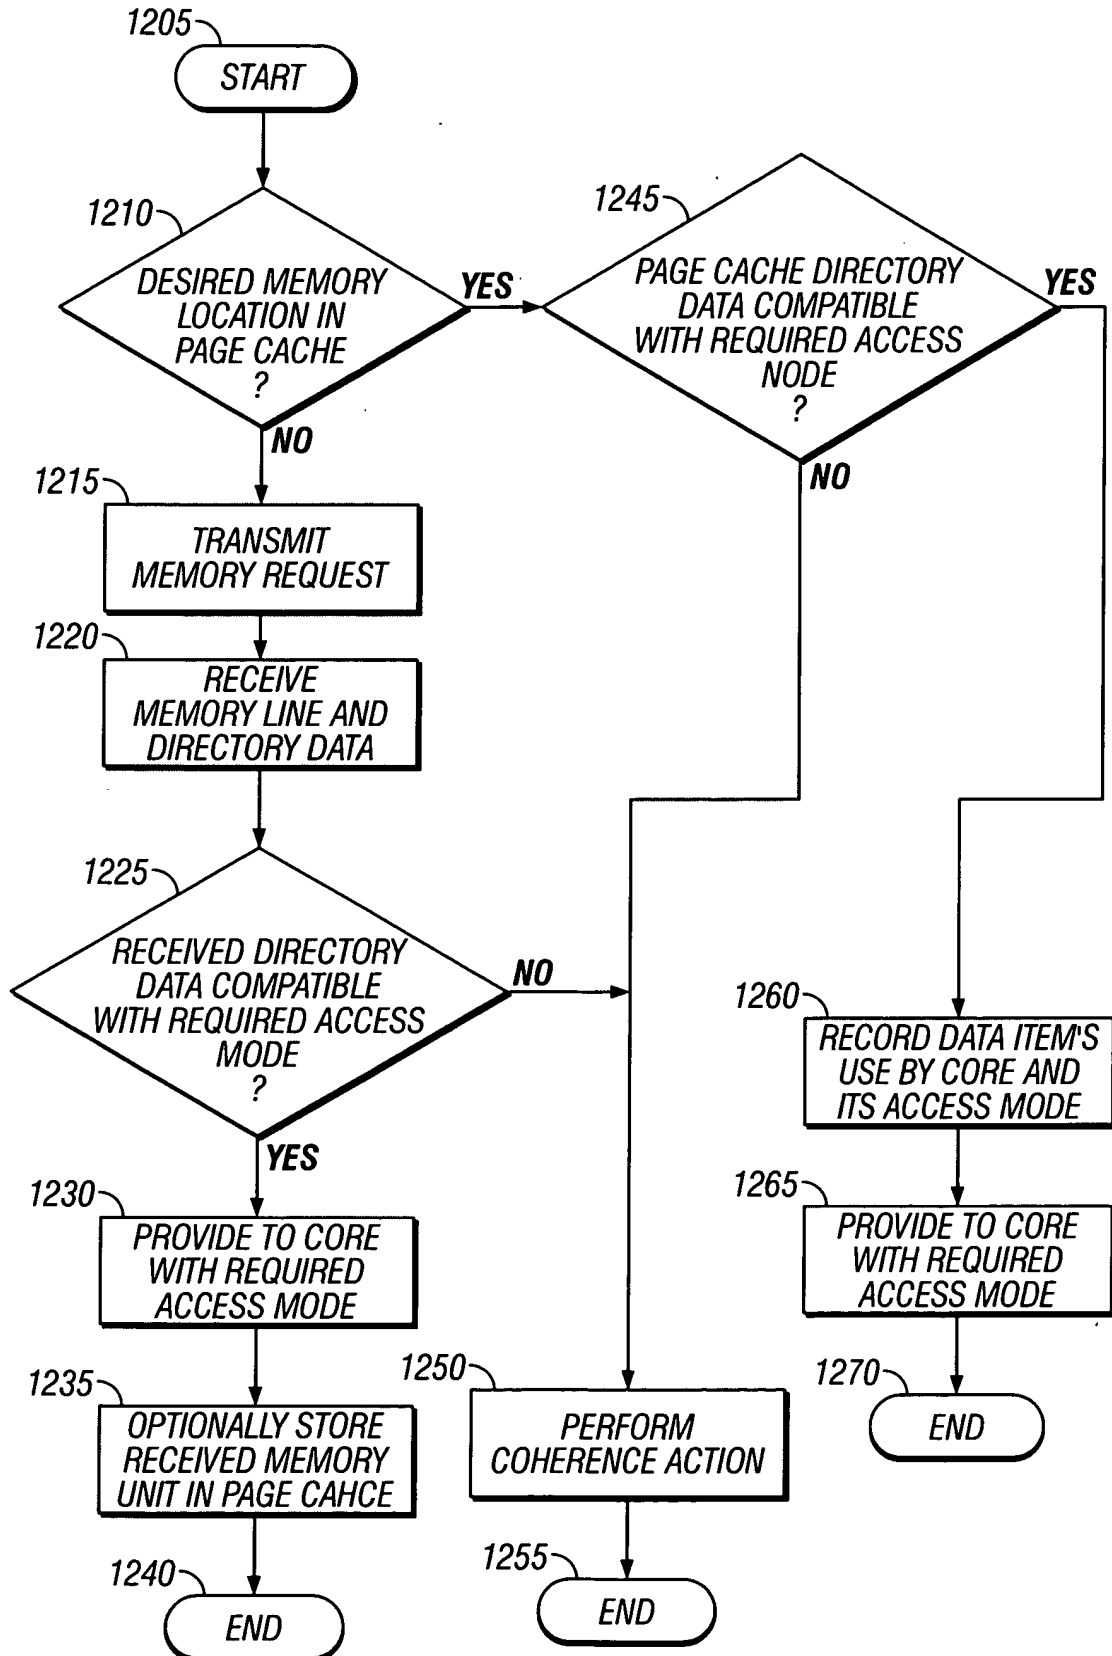 1205
START
1210
DESIRED MEMORY
LOCATION IN
PAGE CACHE
?
YES
NO
1245
PAGE CACHE DIRECTORY
DATA COMPATIBLE
WITH REQUIRED ACCESS
NODE
?
YES
NO
1215
TRANSMIT
MEMORY REQUEST
1220
RECEIVE
MEMORY LINE AND
DIRECTORY DATA
1225
RECEIVED DIRECTORY
DATA COMPATIBLE
WITH REQUIRED ACCESS
MODE
?
NO
YES
1230
PROVIDE TO CORE
WITH REQUIRED
ACCESS MODE
1235
OPTIONALLY STORE
RECEIVED MEMORY
UNIT IN PAGE CAHCE
1240
END
1250
PERFORM
COHERENCE ACTION
1255
END
1260
RECORD DATA ITEM'S
USE BY CORE AND
ITS ACCESS MODE
1265
PROVIDE TO CORE
WITH REQUIRED
ACCESS MODE
1270
END